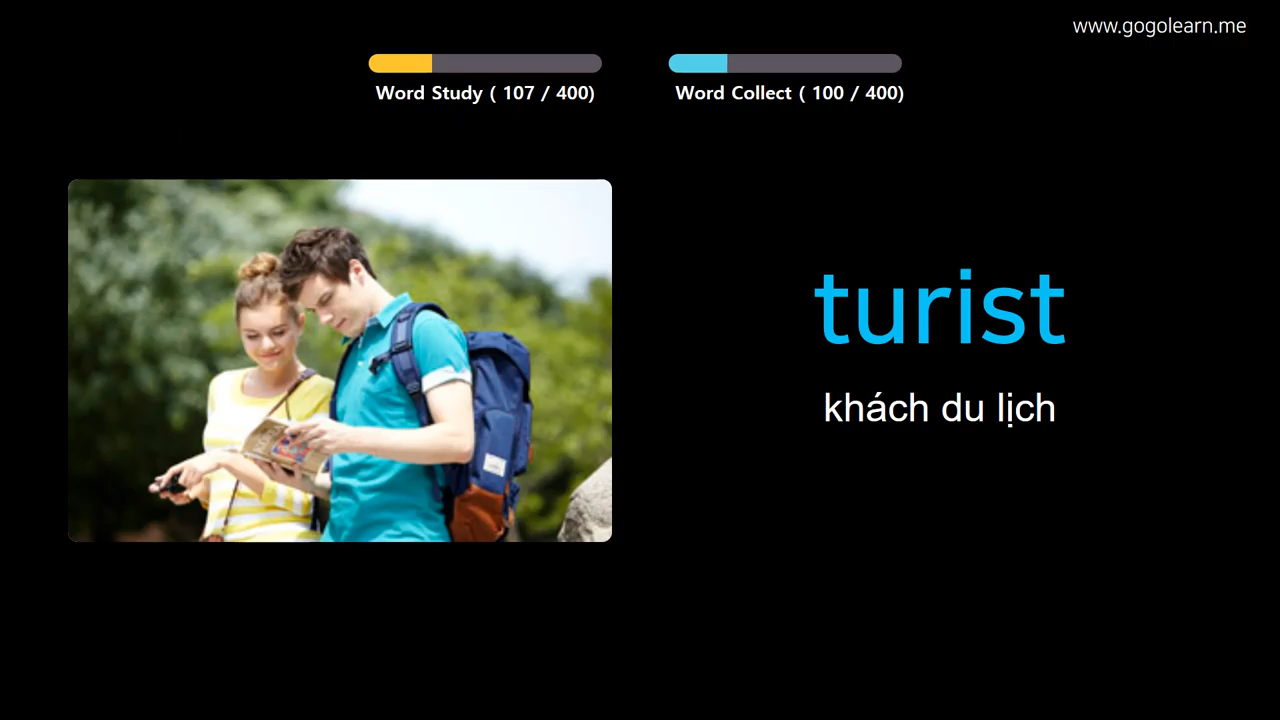 www.gogolearn.me
Word Study ( 107 / 400)
Word Collect ( 100 / 400)
turist
khách du lịch